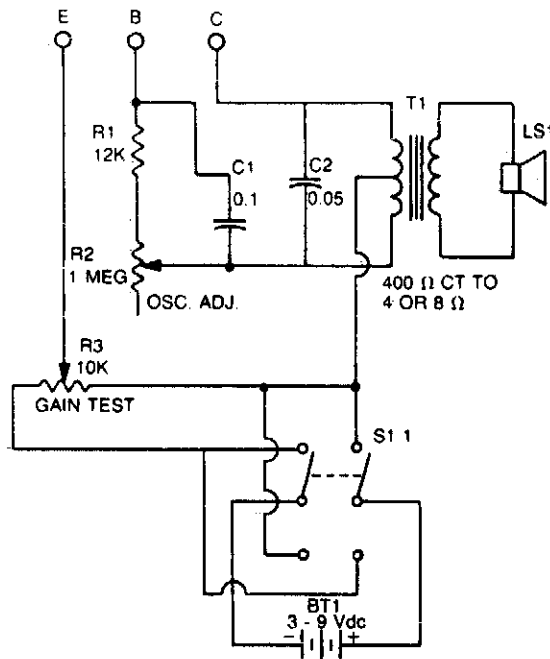 E B C
T1
LS1
R1
12K
C1
0.1
C2
0.05
R2
1 MEG
OSC. ADJ.
400 Ω CT TO
4 OR 8 Ω
R3
10K
GAIN TEST
S1 1
BT1
3 - 9 Vdc
- +